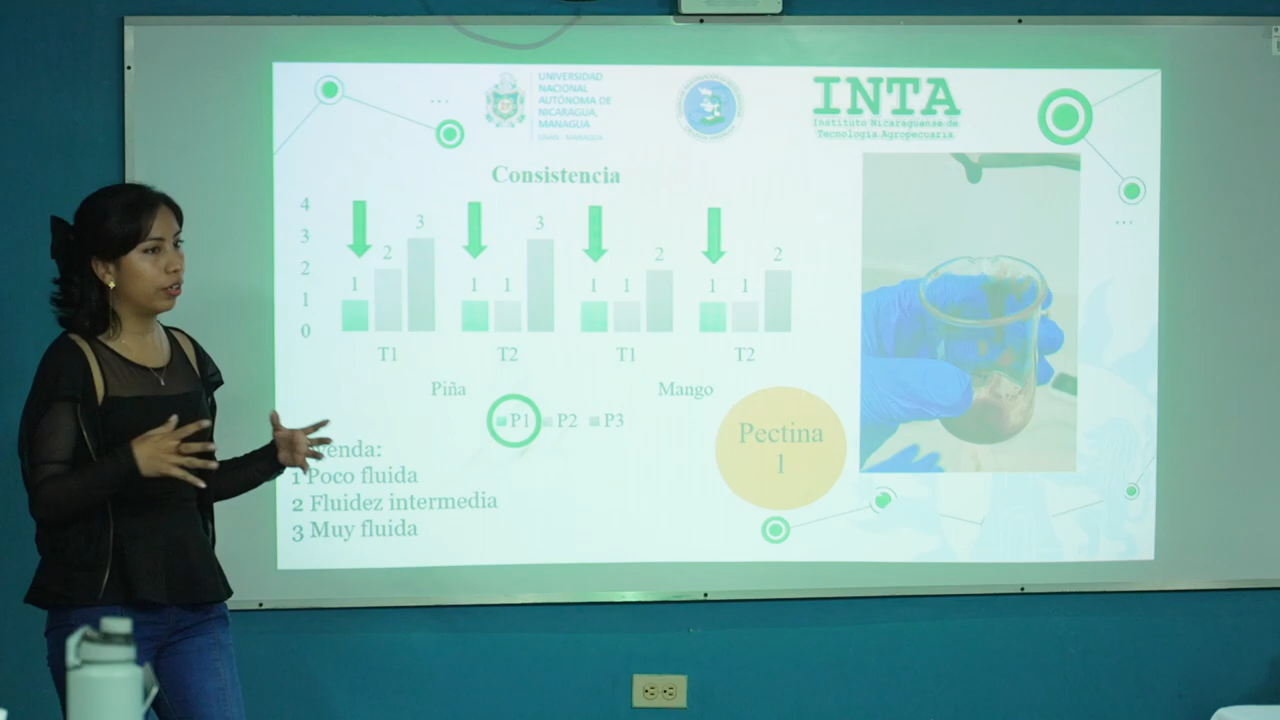 UNIVERSIDAD
NACIONAL
AUTÓNOMA DE
NICARAGUA,
MANAGUA
UNAN - MANAGUA
INTA
Instituto Nicaragüense de
Tecnología Agropecuaria
Consistencia
4
3
2
1
0
1 2 3
1 1 3
1 1 2
1 1 2
T1 T2 T1 T2
Piña Mango
P1 P2 P3
Pectina
1
1 Poco fluida
2 Fluidez intermedia
3 Muy fluida